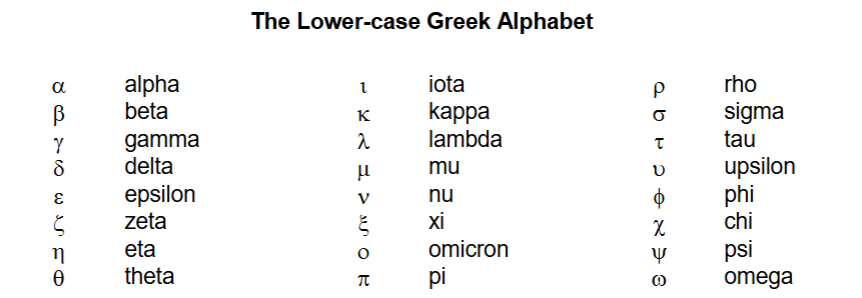 The Lower-case Greek Alphabet
α alpha ι iota ρ rho
β beta κ kappa σ sigma
γ gamma λ lambda τ tau
δ delta μ mu υ upsilon
ε epsilon ν nu ϕ phi
ζ zeta ξ xi χ chi
η eta ο omicron ψ psi
θ theta π pi ω omega